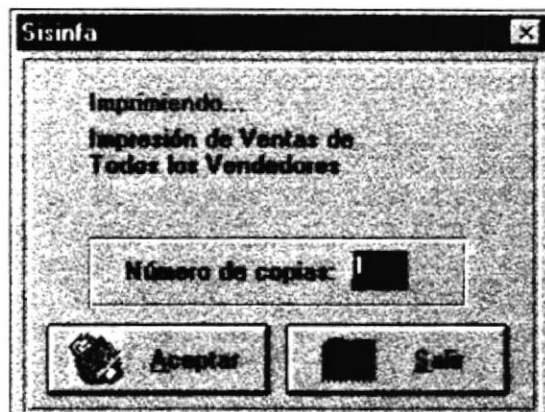 Sisinfa
Imprimiendo...
Impresión de Ventas de
Todos los Vendedores
Número de copias:
Aceptar
Salir